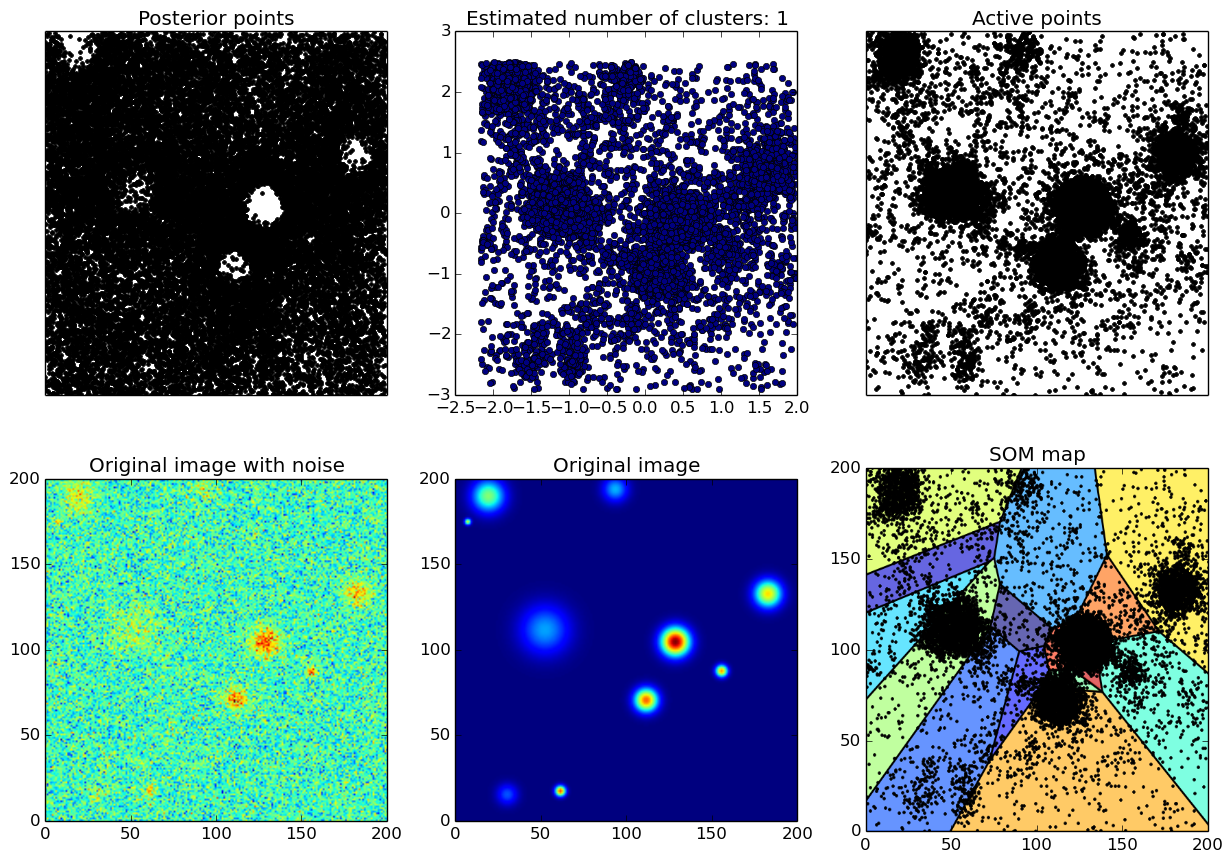 Posterior points
Estimated number of clusters: 1
Active points
3
2
1
0
−1
−2
−3
−2.5 −2.0 −1.5 −1.0 −0.5 0.0 0.5 1.0 1.5 2.0
Original image with noise
Original image
SOM map
200
150
100
50
0
0 50 100 150 200
200
150
100
50
0
0 50 100 150 200
200
150
100
50
0
0 50 100 150 200